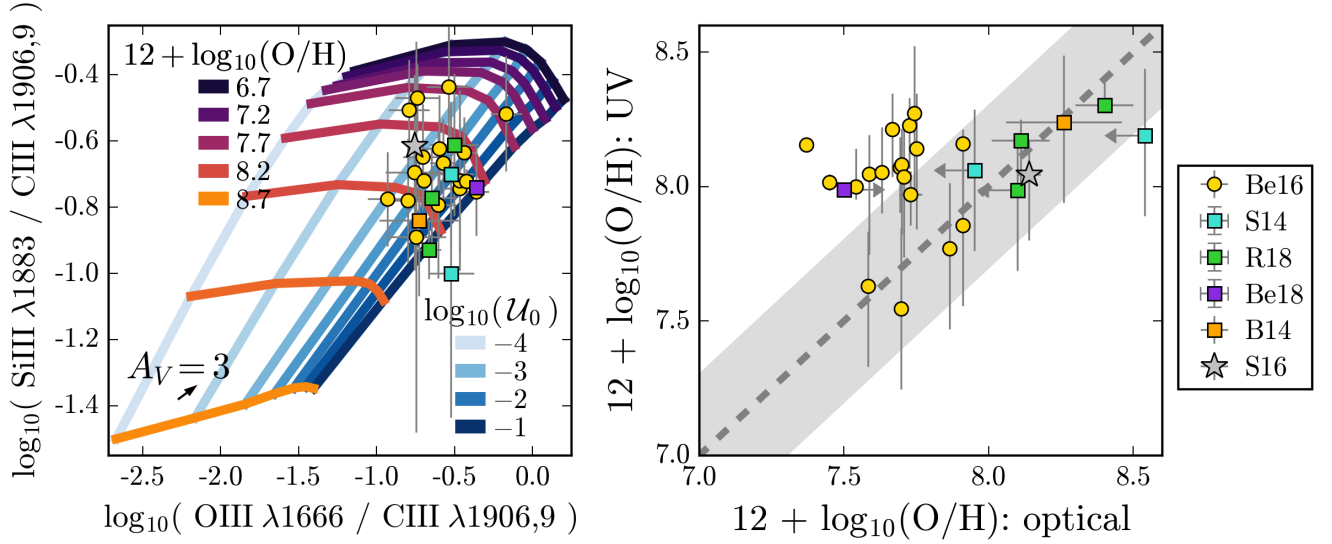 12 + log₁₀(O/H)
6.7
7.2
7.7
8.2
8.7
A_V = 3
log₁₀(𝒰₀)
−4
−3
−2
−1
-0.4
-0.6
-0.8
-1.0
-1.2
-1.4
-2.5 -2.0 -1.5 -1.0 -0.5 0.0
log₁₀( SiIII λ1883 / CIII λ1906,9 )
log₁₀( OIII λ1666 / CIII λ1906,9 )
8.5
8.0
7.5
7.0
7.0 7.5 8.0 8.5
12 + log₁₀(O/H): UV
12 + log₁₀(O/H): optical
Be16
S14
R18
Be18
B14
S16